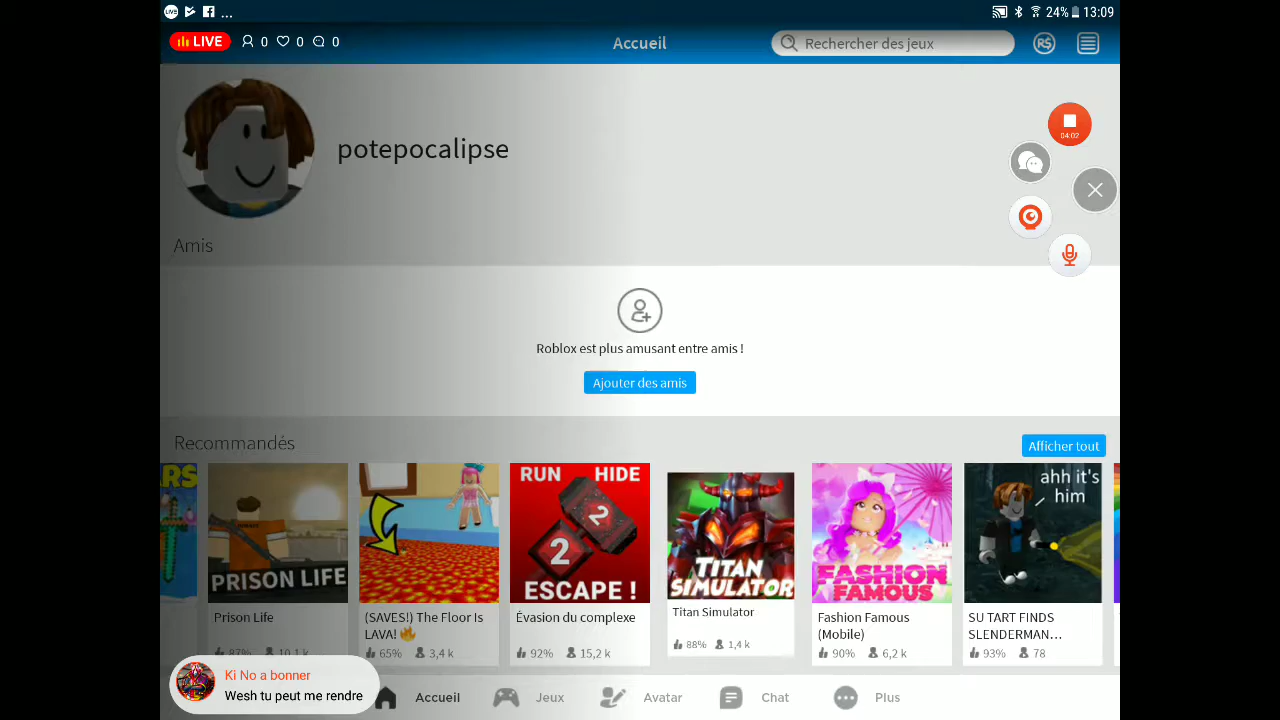 ... 24% 13:09
LIVE 0 0 0 Accueil Rechercher des jeux R$
04:02
potepocalipse
Amis
Roblox est plus amusant entre amis !
Ajouter des amis
Recommandés Afficher tout
PRISON LIFE
RUN HIDE
2
2
ESCAPE !
TITAN SIMULATOR
FASHION FAMOUS
ahh it's him
Prison Life
87% 10,1 k
(SAVES!) The Floor Is LAVA! 🔥
65% 3,4 k
Évasion du complexe
92% 15,2 k
Titan Simulator
88% 1,4 k
Fashion Famous (Mobile)
90% 6,2 k
SU TART FINDS SLENDERMAN...
93% 78
Ki No a bonner
Wesh tu peut me rendre
Accueil Jeux Avatar Chat Plus